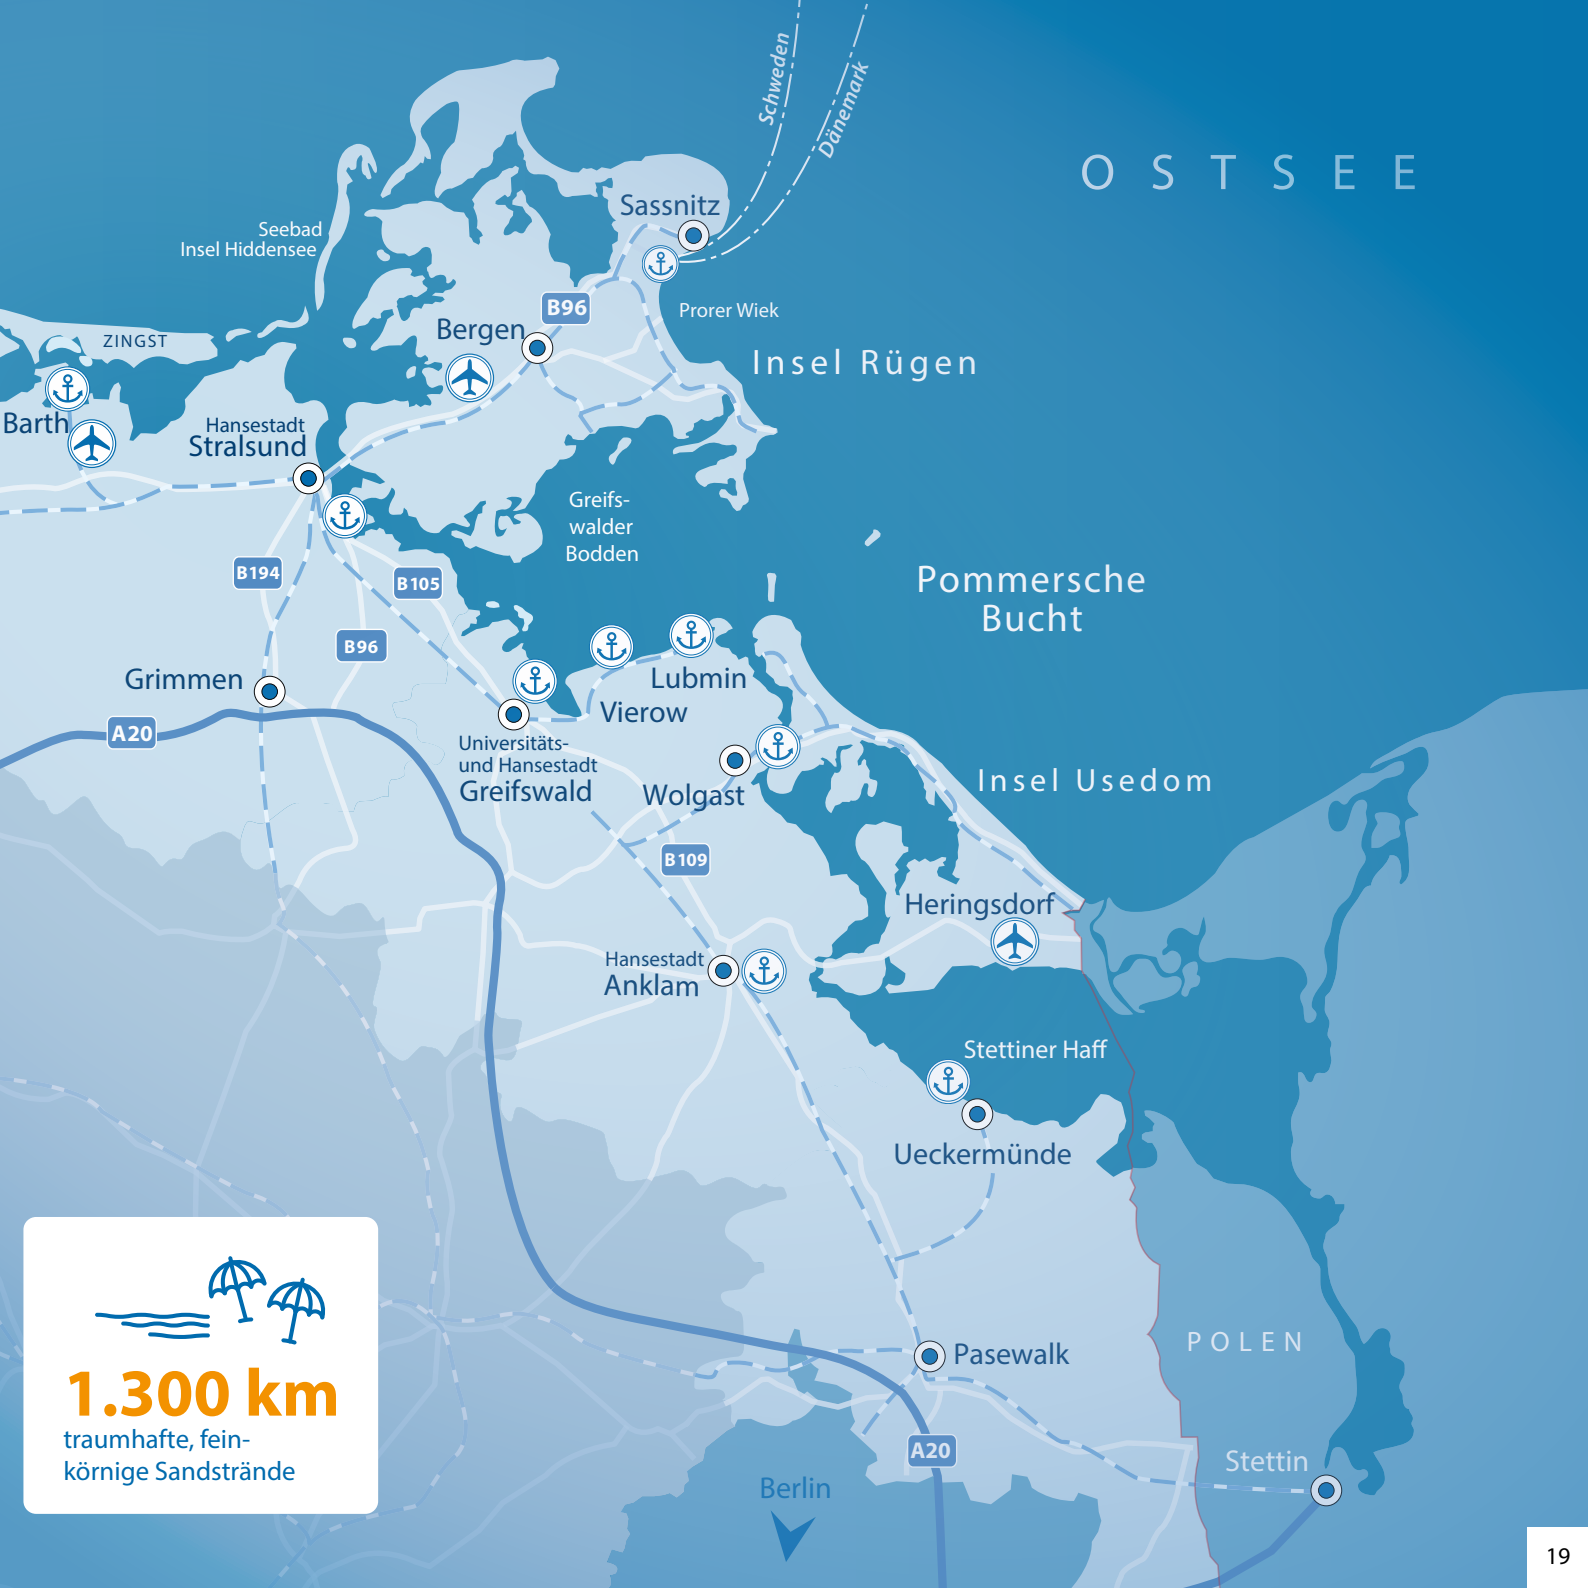 Schweden
Dänemark
OSTSEE
Sassnitz
Seebad
Insel Hiddensee
B96
Prorer Wiek
Bergen
ZINGST
Insel Rügen
Barth
Hansestadt
Stralsund
Greifs-
walder
Bodden
B194
B105
Pommersche
Bucht
B96
Grimmen
Lubmin
Vierow
A20
Universitäts-
und Hansestadt
Greifswald
Wolgast
Insel Usedom
B109
Heringsdorf
Hansestadt
Anklam
Stettiner Haff
Ueckermünde
POLEN
Pasewalk
1.300 km
traumhafte, fein-
körnige Sandstrände
A20
Stettin
Berlin
19